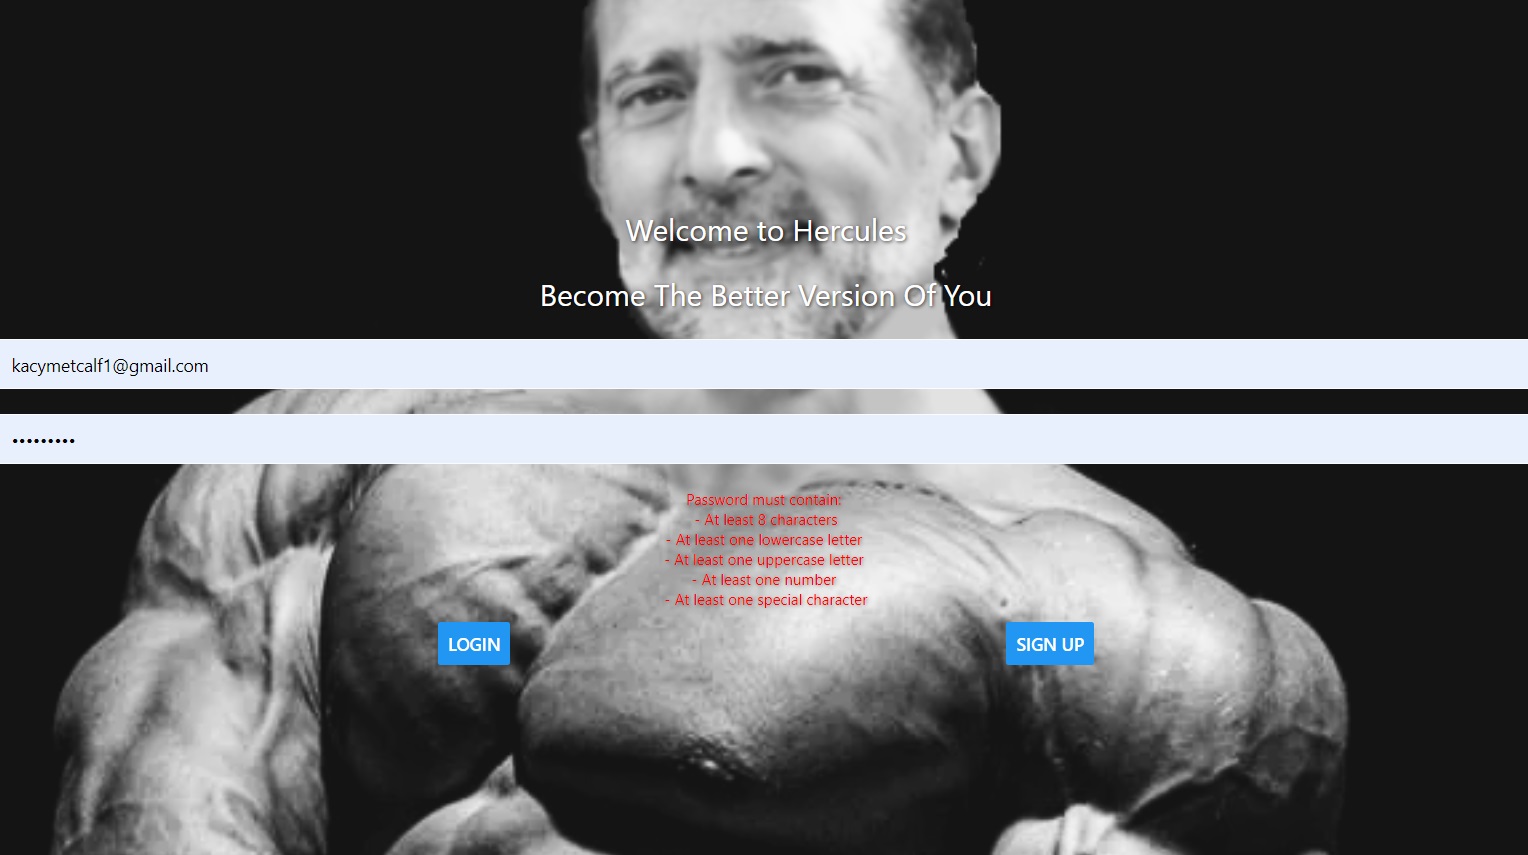 Welcome to Hercules
Become The Better Version Of You
kacymetcalf1@gmail.com
•••••••••
Password must contain:
- At least 8 characters
- At least one lowercase letter
- At least one uppercase letter
- At least one number
- At least one special character
LOGIN
SIGN UP